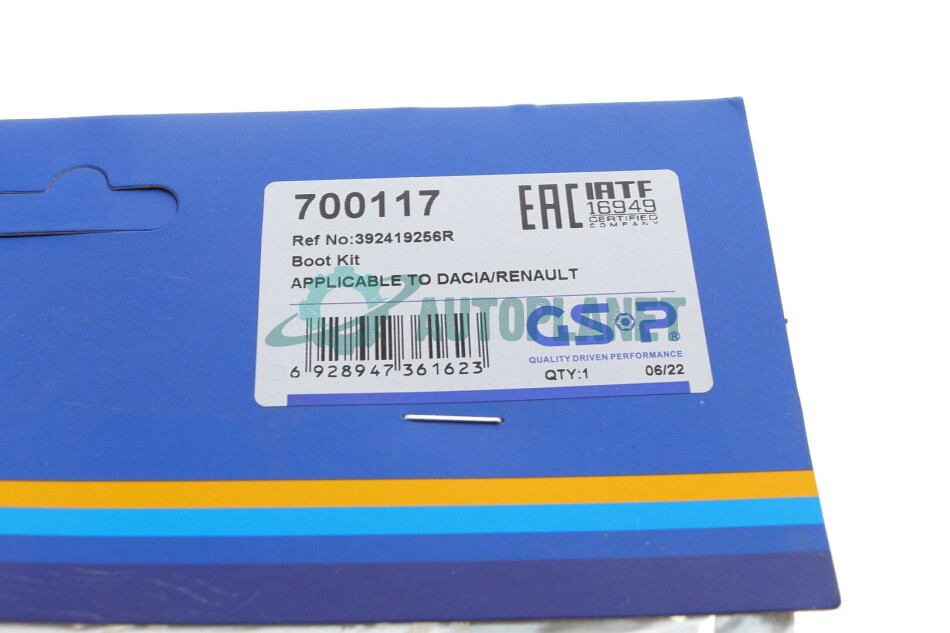 700117
EAC IATF
16949
CERTIFIED
COMPANY
Ref No:392419256R
Boot Kit
APPLICABLE TO DACIA/RENAULT
AUTOPLANET
GSP®
QUALITY DRIVEN PERFORMANCE
6 928947 361623
QTY:1 06/22